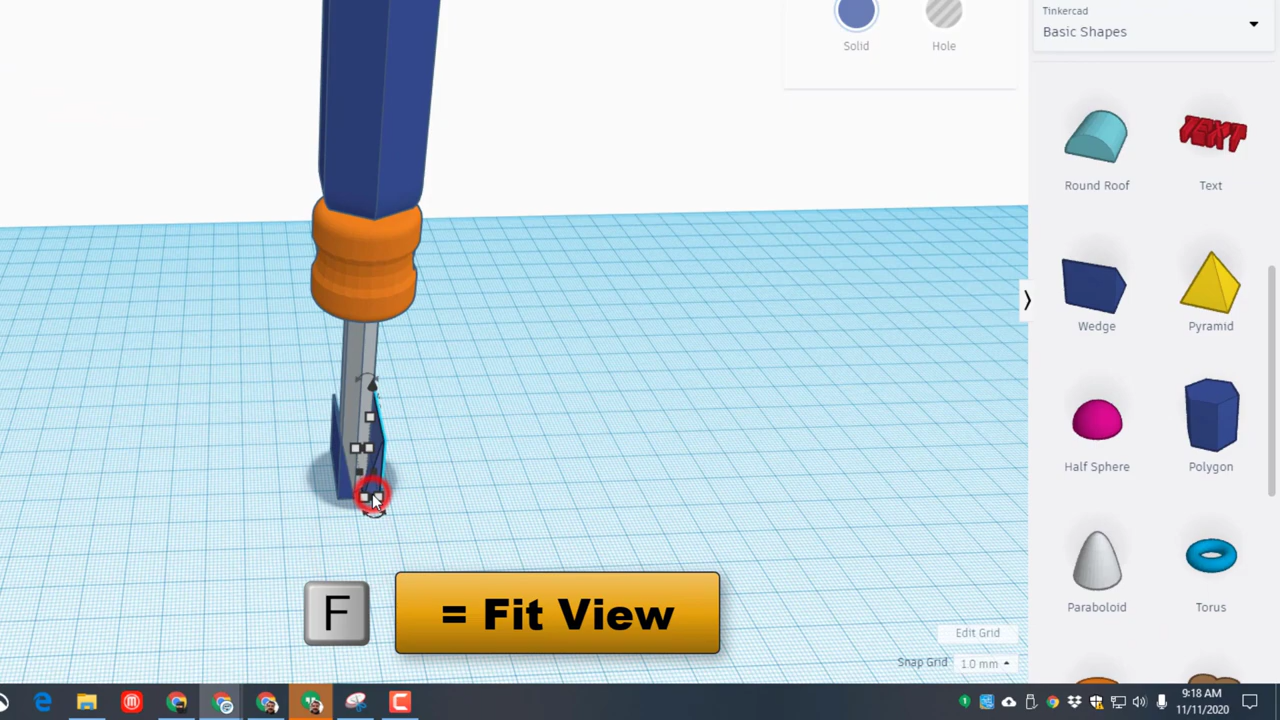 Solid
Hole
Tinkercad
Basic Shapes
Round Roof
Text
TEXT
Wedge
Pyramid
Half Sphere
Polygon
Paraboloid
Torus
F
= Fit View
Edit Grid
Snap Grid
1.0 mm
9:18 AM
11/11/2020